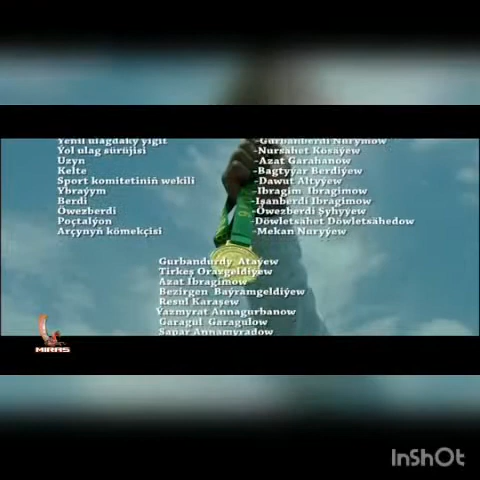 Ýeňil ulagdaky ýigit -Gurbanberdi Nurymow
Ýol ulag sürüjisi -Nursähet Kösäýew
Uzyn -Azat Garahanow
Kelte -Bagtyýar Berdiýew
Sport komitetiniň wekili -Dawut Altyýew
Ybraýym -Ibragim Ibragimow
Berdi -Işanberdi Ibragimow
Öwezberdi -Öwezberdi Şyhyýew
Poçtalýon -Döwletsähet Döwletsähedow
Arçynyň kömekçisi -Mekan Nuryýew
Gurbandurdy Ataýew
Tirkeş Orazgeldiýew
Azat Ibragimow
Bezirgen Baýramgeldiýew
Resul Karaşew
Ýazmyrat Annagurbanow
Garagul Garagulow
Sapar Annamyradow
MIRAS
InShOt